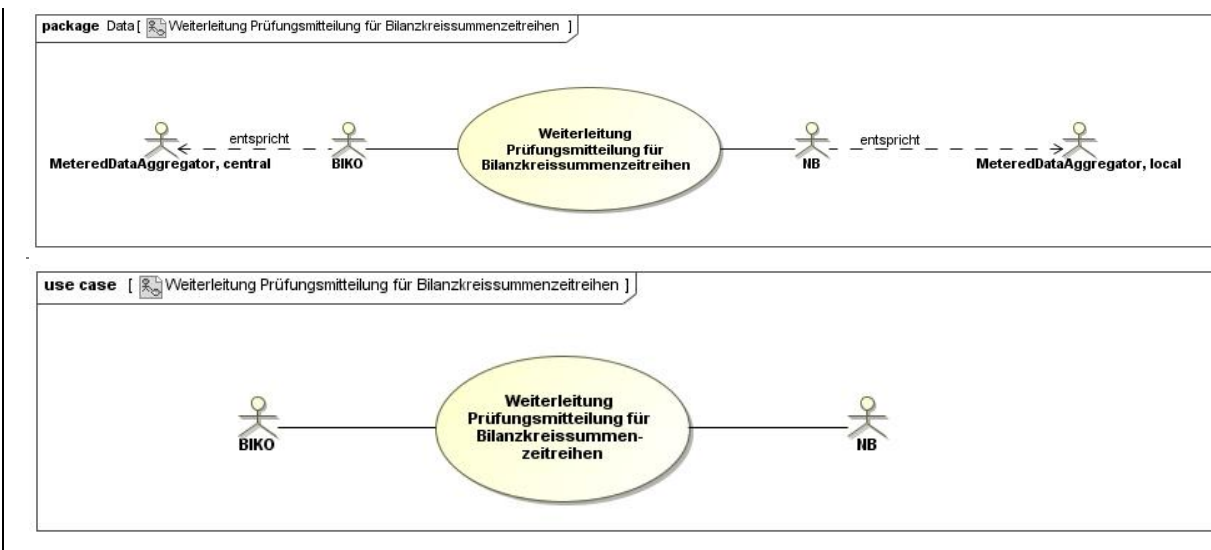 package Data [ Weiterleitung Prüfungsmitteilung für Bilanzkreissummenzeitreihen ]
Weiterleitung
Prüfungsmitteilung für
Bilanzkreissummenzeitreihen
entspricht
entspricht
MeteredDataAggregator, central
BIKO
NB
MeteredDataAggregator, local
use case [ Weiterleitung Prüfungsmitteilung für Bilanzkreissummenzeitreihen ]
Weiterleitung
Prüfungsmitteilung für
Bilanzkreissummen-
zeitreihen
BIKO
NB